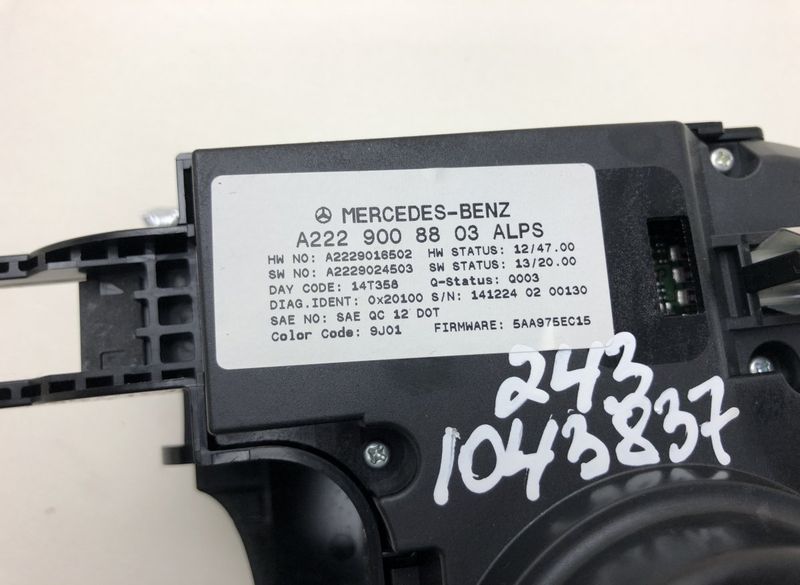 MERCEDES-BENZ
A222 900 88 03 ALPS
HW NO: A2229016502 HW STATUS: 12/47.00
SW NO: A2229024503 SW STATUS: 13/20.00
DAY CODE: 14T358 Q-Status: Q003
DIAG.IDENT: 0x20100 S/N: 141224 02 00130
SAE NO: SAE QC 12 DOT
Color Code: 9J01 FIRMWARE: 5AA975EC15
243
1043837